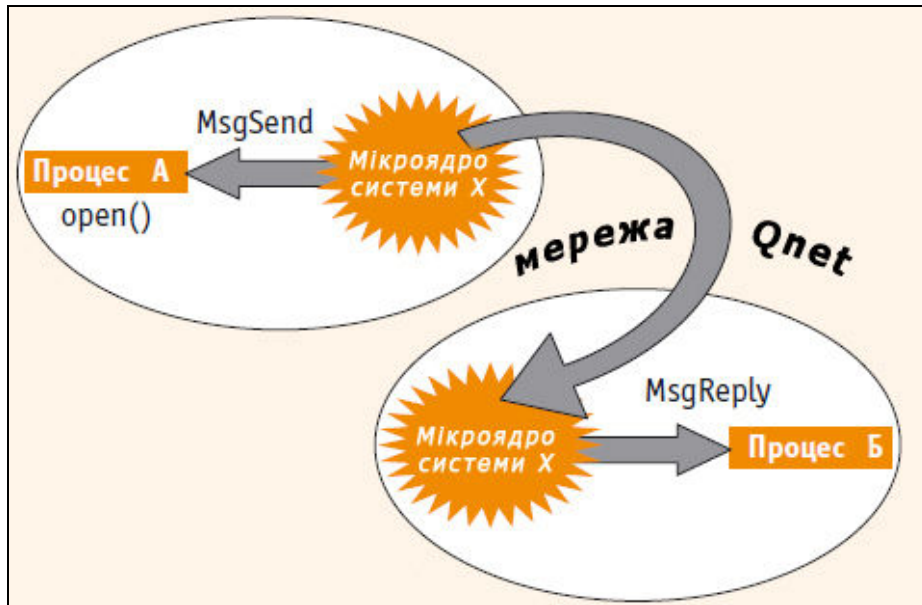 MsgSend
Мікроядро
системи X
Процес А
open()
мережа Qnet
MsgReply
Мікроядро
системи X
Процес Б